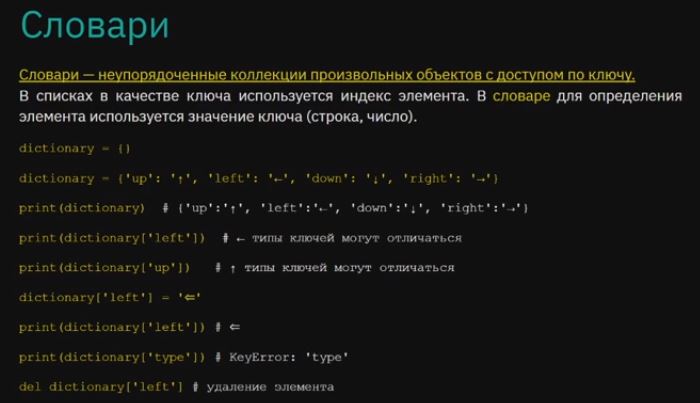 Словари
Словари — неупорядоченные коллекции произвольных объектов с доступом по ключу.
В списках в качестве ключа используется индекс элемента. В словаре для определения
элемента используется значение ключа (строка, число).
dictionary = {}
dictionary = {'up': '↑', 'left': '←', 'down': '↓', 'right': '→'}
print(dictionary) # {'up':'↑', 'left':'←', 'down':'↓', 'right':'→'}
print(dictionary['left']) # ← типы ключей могут отличаться
print(dictionary['up']) # ↑ типы ключей могут отличаться
dictionary['left'] = '⇐'
print(dictionary['left']) # ⇐
print(dictionary['type']) # KeyError: 'type'
del dictionary['left'] # удаление элемента